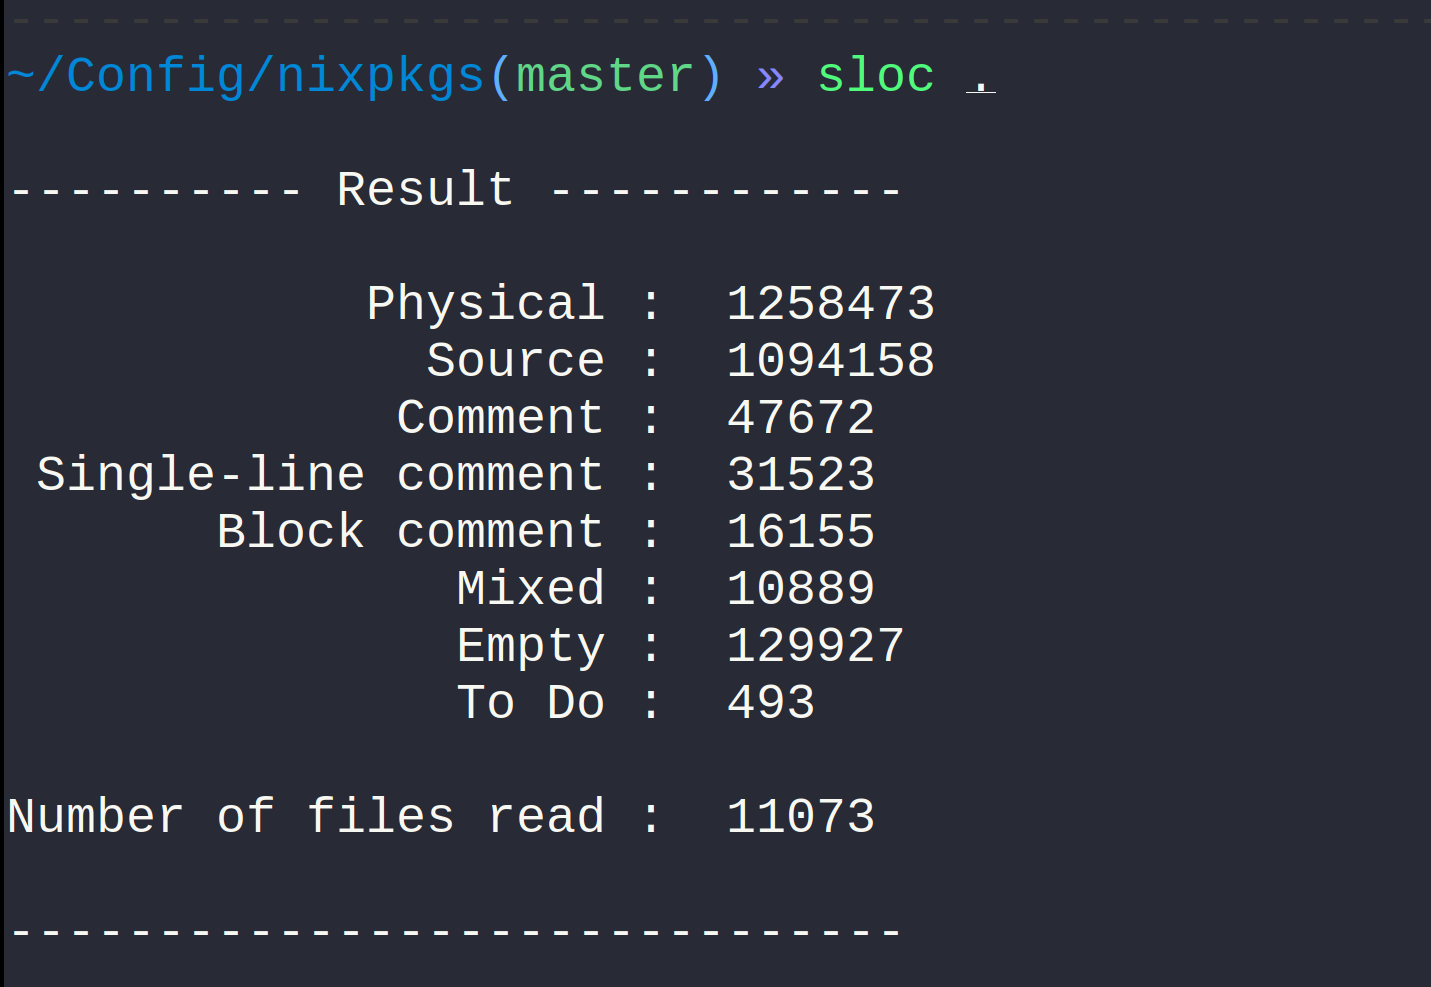 ~/Config/nixpkgs(master) » sloc .
---------- Result ------------
Physical :  1258473
Source :  1094158
Comment :  47672
Single-line comment :  31523
Block comment :  16155
Mixed :  10889
Empty :  129927
To Do :  493
Number of files read :  11073
------------------------------